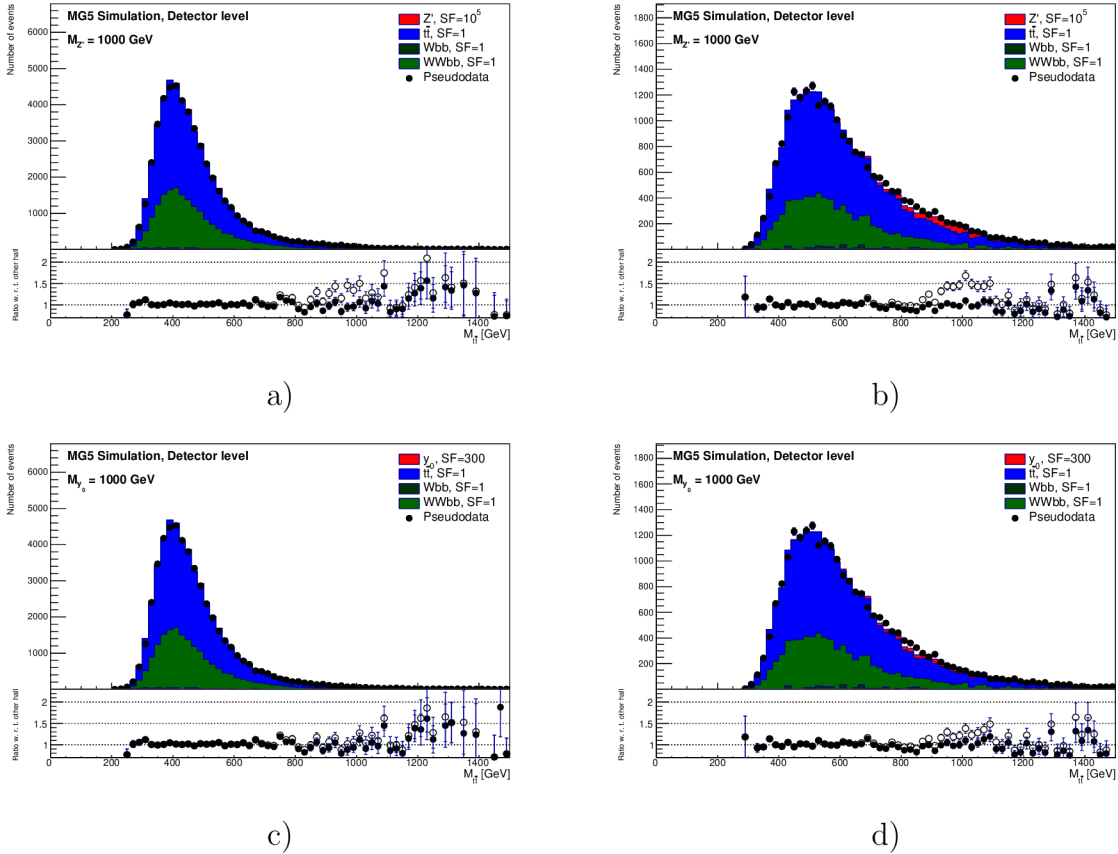 MG5 Simulation, Detector level
M_Z' = 1000 GeV
Z', SF=10^5
tt̄, SF=1
Wbb, SF=1
WWbb, SF=1
Pseudodata
Number of events
6000
5000
4000
3000
2000
1000
Ratio w. r. t. other hall
2
1.5
1
0 200 400 600 800 1000 1200 1400
M_tt̄ [GeV]
a)
MG5 Simulation, Detector level
M_Z' = 1000 GeV
Z', SF=10^5
tt̄, SF=1
Wbb, SF=1
WWbb, SF=1
Pseudodata
Number of events
1800
1600
1400
1200
1000
800
600
400
200
Ratio w. r. t. other hall
2
1.5
1
0 200 400 600 800 1000 1200 1400
M_tt̄ [GeV]
b)
MG5 Simulation, Detector level
M_y_0 = 1000 GeV
y_0, SF=300
tt̄, SF=1
Wbb, SF=1
WWbb, SF=1
Pseudodata
Number of events
6000
5000
4000
3000
2000
1000
Ratio w. r. t. other hall
2
1.5
1
0 200 400 600 800 1000 1200 1400
M_tt̄ [GeV]
c)
MG5 Simulation, Detector level
M_y_0 = 1000 GeV
y_0, SF=300
tt̄, SF=1
Wbb, SF=1
WWbb, SF=1
Pseudodata
Number of events
1800
1600
1400
1200
1000
800
600
400
200
Ratio w. r. t. other hall
2
1.5
1
0 200 400 600 800 1000 1200 1400
M_tt̄ [GeV]
d)